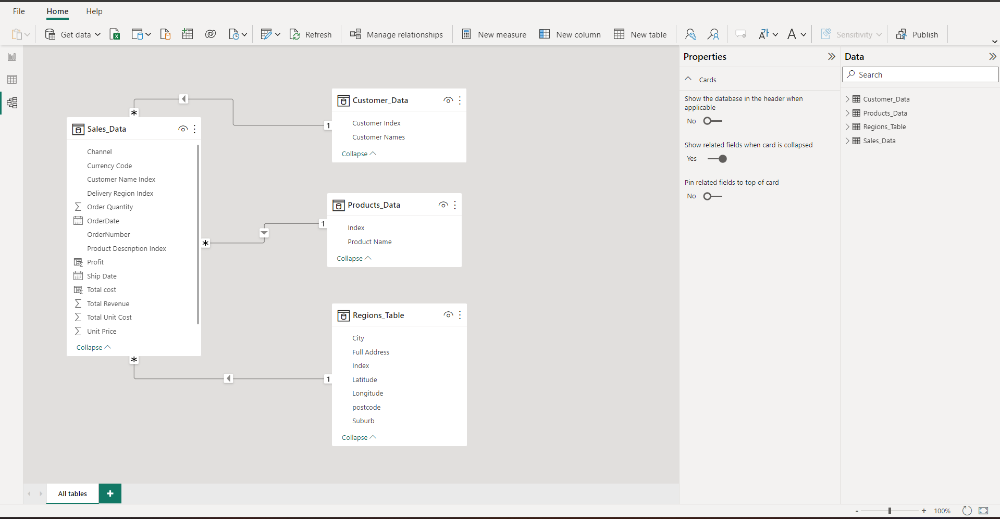 File Home Help
Get data Refresh Manage relationships New measure New column New table Sensitivity Publish
Sales_Data
Channel
Currency Code
Customer Name Index
Delivery Region Index
Order Quantity
OrderDate
OrderNumber
Product Description Index
Profit
Ship Date
Total cost
Total Revenue
Total Unit Cost
Unit Price
Collapse
*
*
*
1
1
1
Customer_Data
Customer Index
Customer Names
Collapse
Products_Data
Index
Product Name
Collapse
Regions_Table
City
Full Address
Index
Latitude
Longitude
postcode
Suburb
Collapse
Properties
Cards
Show the database in the header when
applicable
No
Show related fields when card is collapsed
Yes
Pin related fields to top of card
No
Data
Search
Customer_Data
Products_Data
Regions_Table
Sales_Data
All tables +
- + 100%